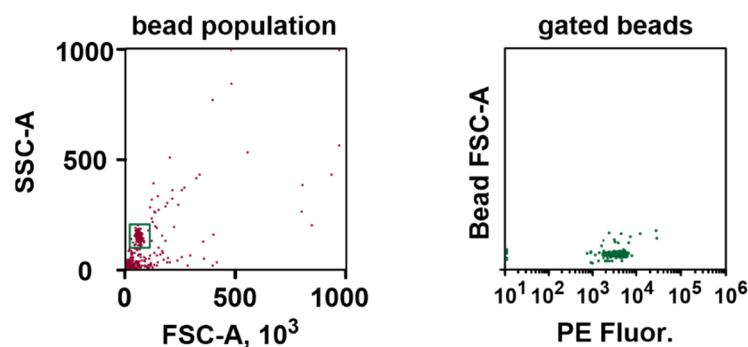 bead population
1000
500
0
SSC-A
0 500 1000
FSC-A, 10³
gated beads
Bead FSC-A
10¹ 10² 10³ 10⁴ 10⁵ 10⁶
PE Fluor.